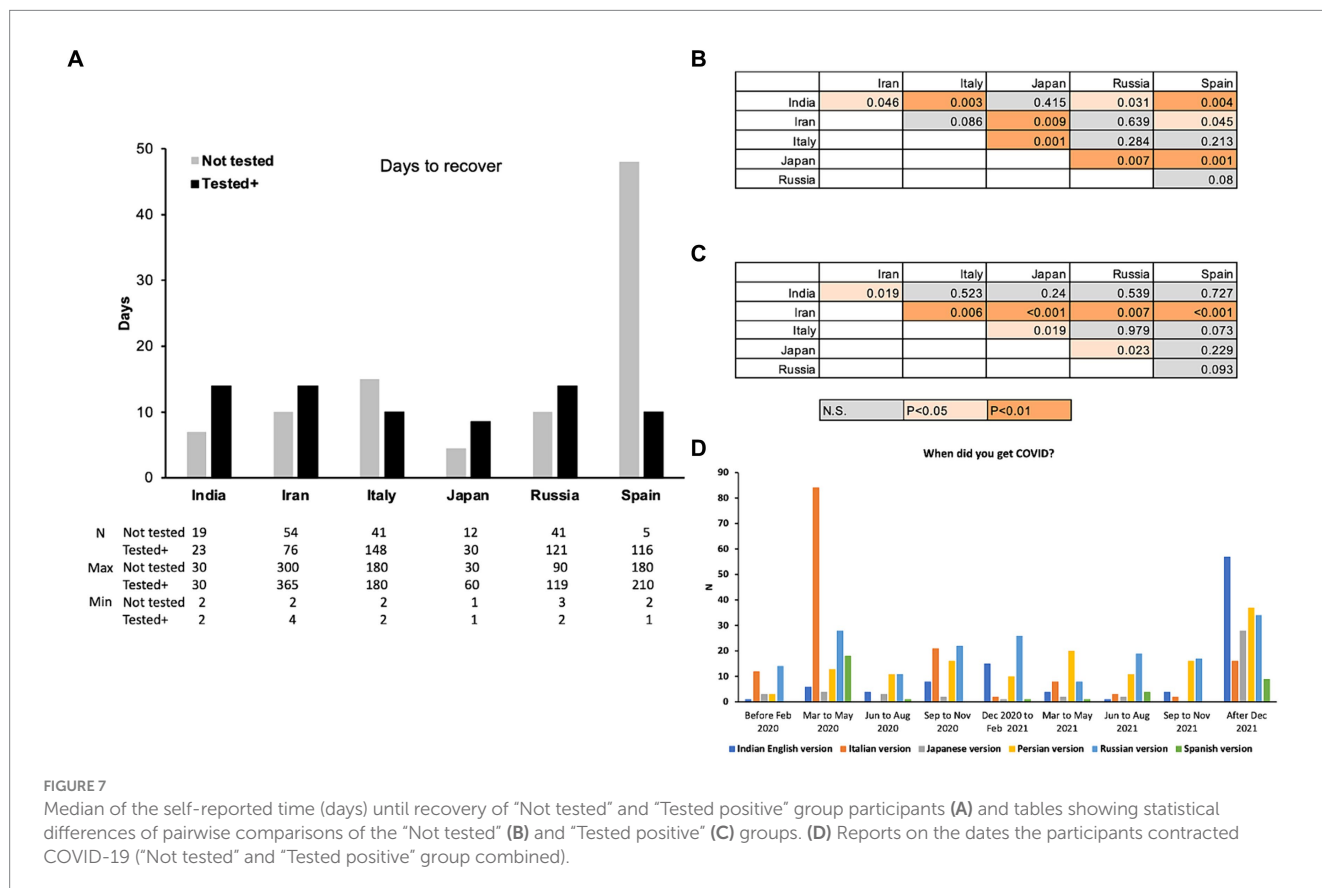 A
Days to recover
Not tested
Tested+
50
40
30
20
10
0
Days
India Iran Italy Japan Russia Spain
N Not tested 19 54 41 12 41 5
Tested+ 23 76 148 30 121 116
Max Not tested 30 300 180 30 90 180
Tested+ 30 365 180 60 119 210
Min Not tested 2 2 2 1 3 2
Tested+ 2 4 2 1 2 1
B
Iran Italy Japan Russia Spain
India 0.046 0.003 0.415 0.031 0.004
Iran 0.086 0.009 0.639 0.045
Italy 0.001 0.284 0.213
Japan 0.007 0.001
Russia 0.08
C
Iran Italy Japan Russia Spain
India 0.019 0.523 0.24 0.539 0.727
Iran 0.006 <0.001 0.007 <0.001
Italy 0.019 0.979 0.073
Japan 0.023 0.229
Russia 0.093
N.S. P<0.05 P<0.01
D
When did you get COVID?
90
80
70
60
50
40
30
20
10
0
N
Before Feb 2020
Mar to May 2020
Jun to Aug 2020
Sep to Nov 2020
Dec 2020 to Feb 2021
Mar to May 2021
Jun to Aug 2021
Sep to Nov 2021
After Dec 2021
Indian English version Italian version Japanese version Persian version Russian version Spanish version
FIGURE 7
Median of the self-reported time (days) until recovery of “Not tested” and “Tested positive” group participants (A) and tables showing statistical
differences of pairwise comparisons of the “Not tested” (B) and “Tested positive” (C) groups. (D) Reports on the dates the participants contracted
COVID-19 (“Not tested” and “Tested positive” group combined).